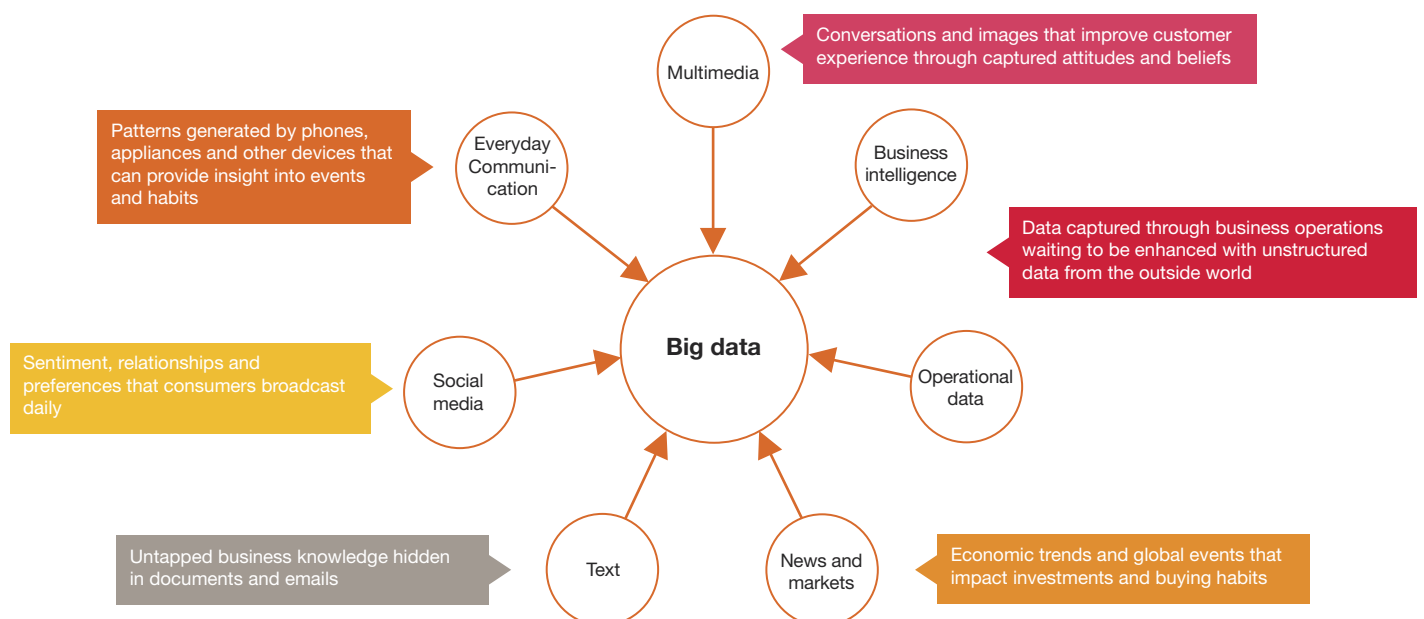 Conversations and images that improve customer
experience through captured attitudes and beliefs
Multimedia
Patterns generated by phones,
appliances and other devices that
can provide insight into events
and habits
Everyday
Communi-
cation
Business
intelligence
Data captured through business operations
waiting to be enhanced with unstructured
data from the outside world
Big data
Sentiment, relationships and
preferences that consumers broadcast
daily
Social
media
Operational
data
Untapped business knowledge hidden
in documents and emails
Text
News and
markets
Economic trends and global events that
impact investments and buying habits